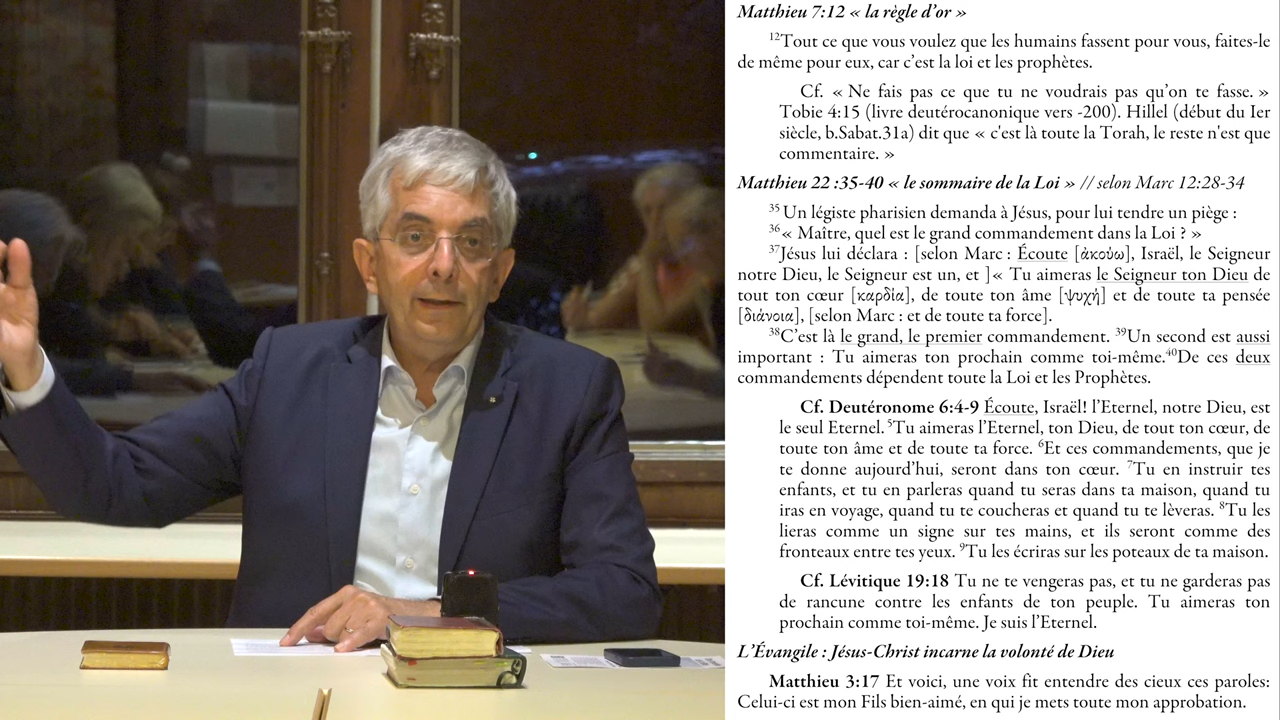 Matthieu 7:12 « la règle d’or »
¹²Tout ce que vous voulez que les humains fassent pour vous, faites-le
de même pour eux, car c’est la loi et les prophètes.
Cf. « Ne fais pas ce que tu ne voudrais pas qu’on te fasse. »
Tobie 4:15 (livre deutérocanonique vers -200). Hillel (début du Ier
siècle, b.Sabat.31a) dit que « c'est là toute la Torah, le reste n'est que
commentaire. »
Matthieu 22 :35-40 « le sommaire de la Loi » // selon Marc 12:28-34
³⁵ Un légiste pharisien demanda à Jésus, pour lui tendre un piège :
³⁶« Maître, quel est le grand commandement dans la Loi ? »
³⁷Jésus lui déclara : [selon Marc : Écoute [ἀκούω], Israël, le Seigneur
notre Dieu, le Seigneur est un, et ]« Tu aimeras le Seigneur ton Dieu de
tout ton cœur [καρδία], de toute ton âme [ψυχή] et de toute ta pensée
[διάνοια], [selon Marc : et de toute ta force].
³⁸C’est là le grand, le premier commandement. ³⁹Un second est aussi
important : Tu aimeras ton prochain comme toi-même.⁴⁰De ces deux
commandements dépendent toute la Loi et les Prophètes.
Cf. Deutéronome 6:4-9 Écoute, Israël! l’Eternel, notre Dieu, est
le seul Eternel. ⁵Tu aimeras l’Eternel, ton Dieu, de tout ton cœur, de
toute ton âme et de toute ta force. ⁶Et ces commandements, que je
te donne aujourd’hui, seront dans ton cœur. ⁷Tu en instruir tes
enfants, et tu en parleras quand tu seras dans ta maison, quand tu
iras en voyage, quand tu te coucheras et quand tu te lèveras. ⁸Tu les
lieras comme un signe sur tes mains, et ils seront comme des
fronteaux entre tes yeux. ⁹Tu les écriras sur les poteaux de ta maison.
Cf. Lévitique 19:18 Tu ne te vengeras pas, et tu ne garderas pas
de rancune contre les enfants de ton peuple. Tu aimeras ton
prochain comme toi-même. Je suis l’Eternel.
L’Évangile : Jésus-Christ incarne la volonté de Dieu
Matthieu 3:17 Et voici, une voix fit entendre des cieux ces paroles:
Celui-ci est mon Fils bien-aimé, en qui je mets toute mon approbation.